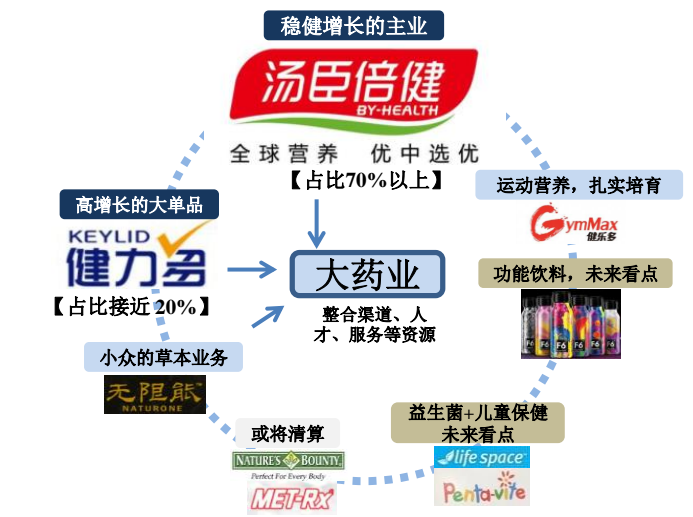 稳健增长的主业
汤臣倍健
BY-HEALTH
全球营养 优中选优
【占比70%以上】
高增长的大单品
KEYLID
健力多
【占比接近 20%】
大药业
整合渠道、人
才、服务等资源
运动营养，扎实培育
GymMax
健乐多
功能饮料，未来看点
F6
F6
F6
小众的草本业务
无限能
NATURONE
或将清算
NATURE'S BOUNTY
Perfect For Every Body
MET-Rx
益生菌+儿童保健
未来看点
life space
Penta-vite